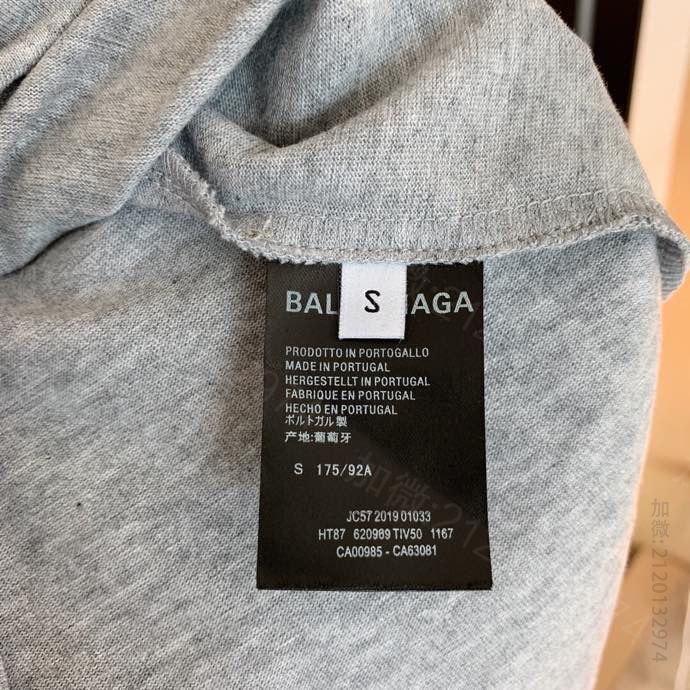 BAL S IAGA
PRODOTTO IN PORTOGALLO
MADE IN PORTUGAL
HERGESTELLT IN PORTUGAL
FABRIQUE EN PORTUGAL
HECHO EN PORTUGAL
ポルトガル製
产地:葡萄牙
S 175/92A
JC57 2019 01033
HT87 620969 TIV50 1167
CA00985 - CA63081
加微:2120132974